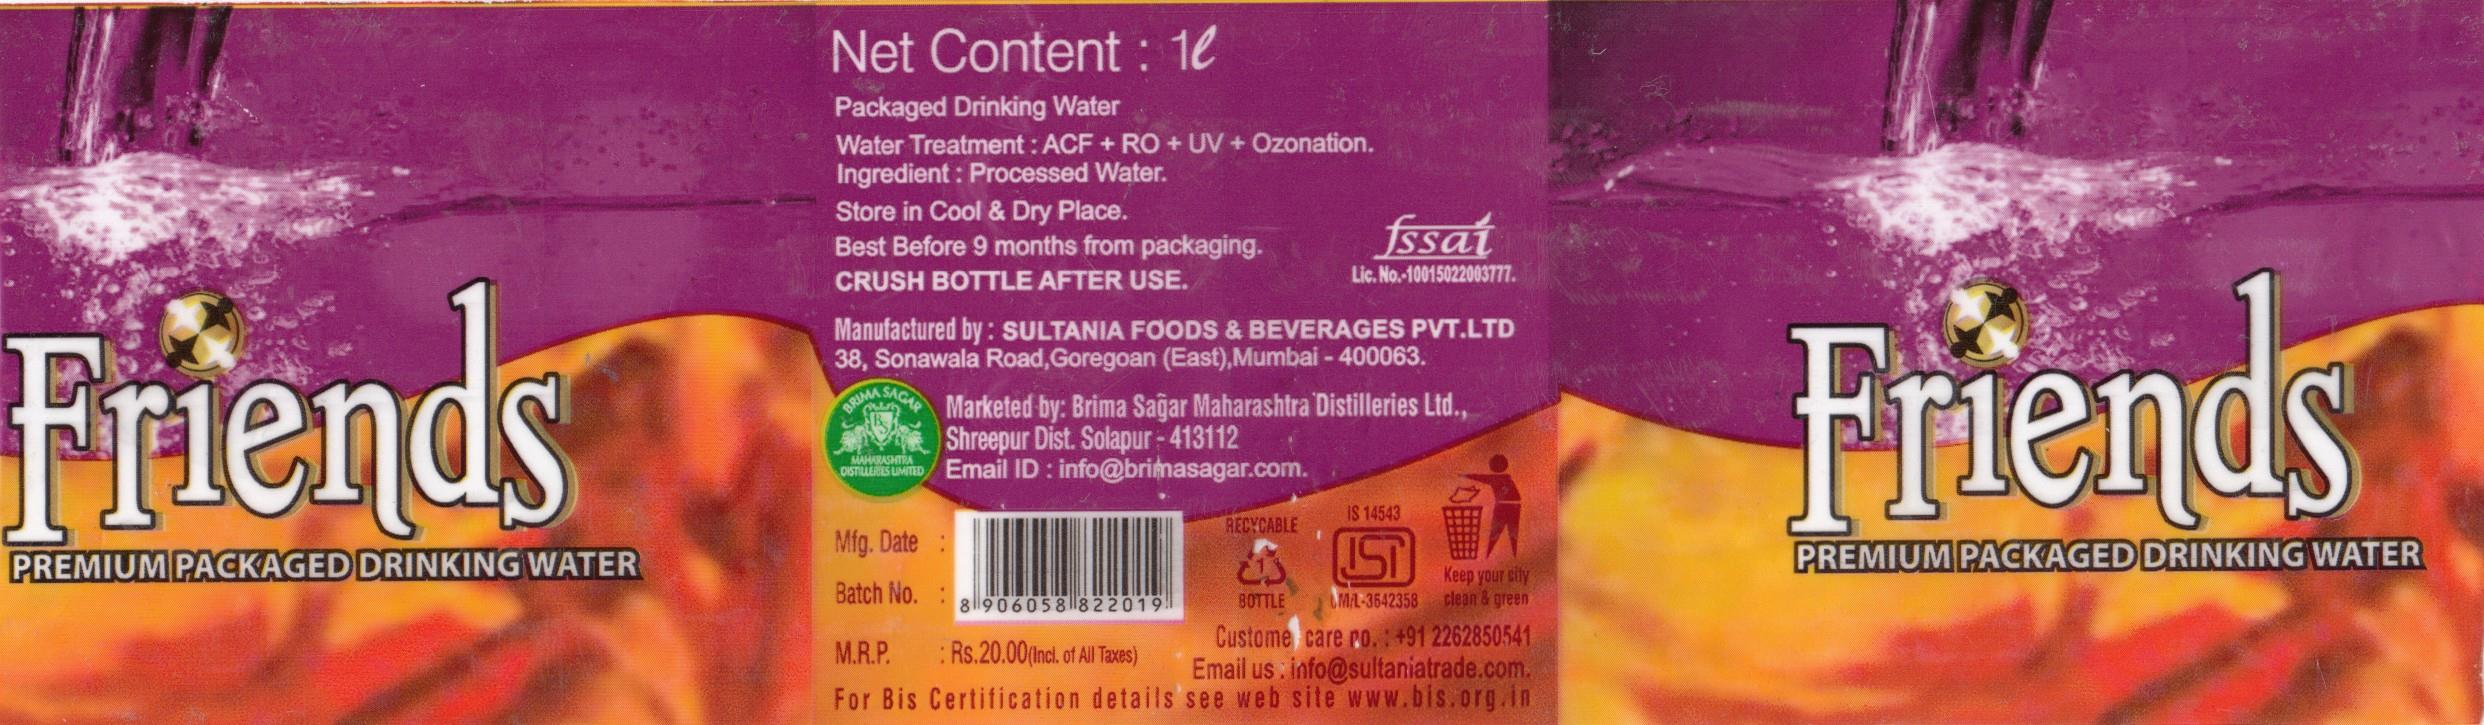 Friends
PREMIUM PACKAGED DRINKING WATER
Net Content : 1ℓ
Packaged Drinking Water
Water Treatment : ACF + RO + UV + Ozonation.
Ingredient : Processed Water.
Store in Cool & Dry Place.
Best Before 9 months from packaging.
CRUSH BOTTLE AFTER USE.
fssai
Lic. No.-10015022003777.
Manufactured by : SULTANIA FOODS & BEVERAGES PVT.LTD
38, Sonawala Road,Goregoan (East),Mumbai - 400063.
BRIMA SAGAR
BS
MAHARASHTRA
DISTILLERIES LIMITED
Marketed by: Brima Sagar Maharashtra Distilleries Ltd.,
Shreepur Dist. Solapur - 413112
Email ID : info@brimasagar.com.
Mfg. Date :
Batch No. :
8 906058 822019
RECYCABLE
1
BOTTLE
IS 14543
ISI
CM/L-3642358
Keep your city
clean & green
M.R.P. : Rs.20.00(Incl. of All Taxes)
Customer care no. : +91 2262850541
Email us : info@sultaniatrade.com.
For Bis Certification details see web site www.bis.org.in
Friends
PREMIUM PACKAGED DRINKING WATER